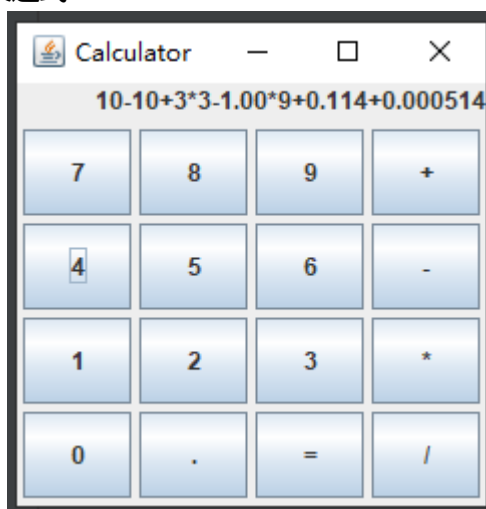 Calculator
10-10+3*3-1.00*9+0.114+0.000514
7 8 9 +
4 5 6 -
1 2 3 *
0 . = /